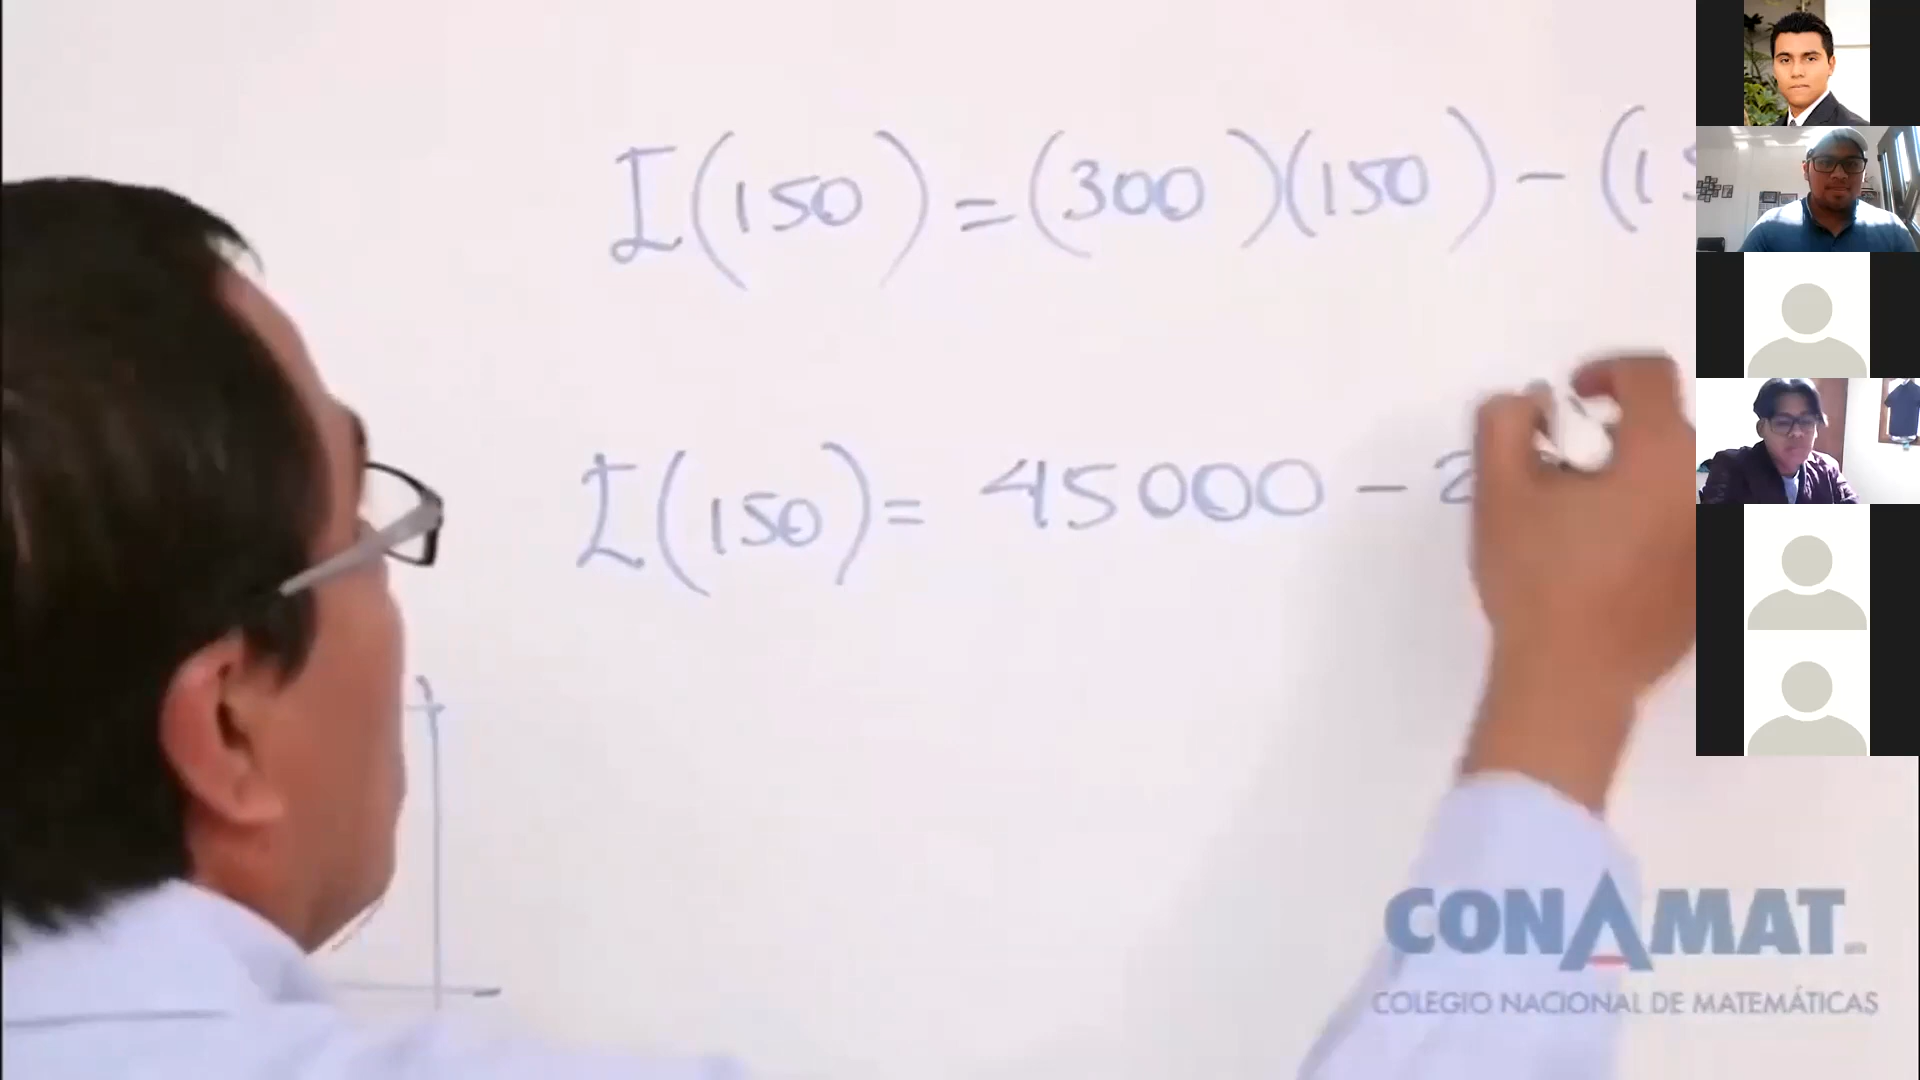 I(150) = (300)(150) - (1
I(150) = 45000 - 2
CONAMAT
COLEGIO NACIONAL DE MATEMÁTICAS